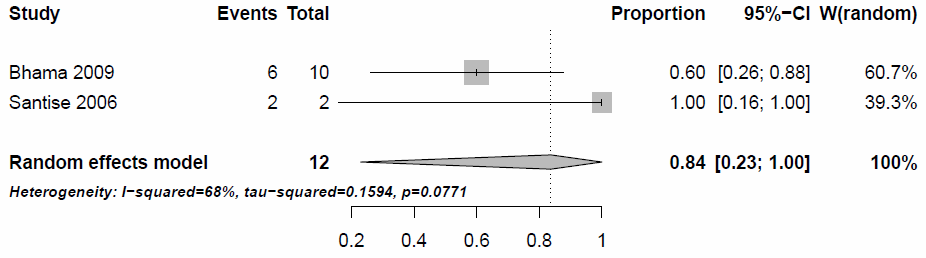 Study Events Total Proportion 95%−CI W(random)
Bhama 2009 6 10 0.60 [0.26; 0.88] 60.7%
Santise 2006 2 2 1.00 [0.16; 1.00] 39.3%
Random effects model 12 0.84 [0.23; 1.00] 100%
Heterogeneity: I−squared=68%, tau−squared=0.1594, p=0.0771
0.2 0.4 0.6 0.8 1